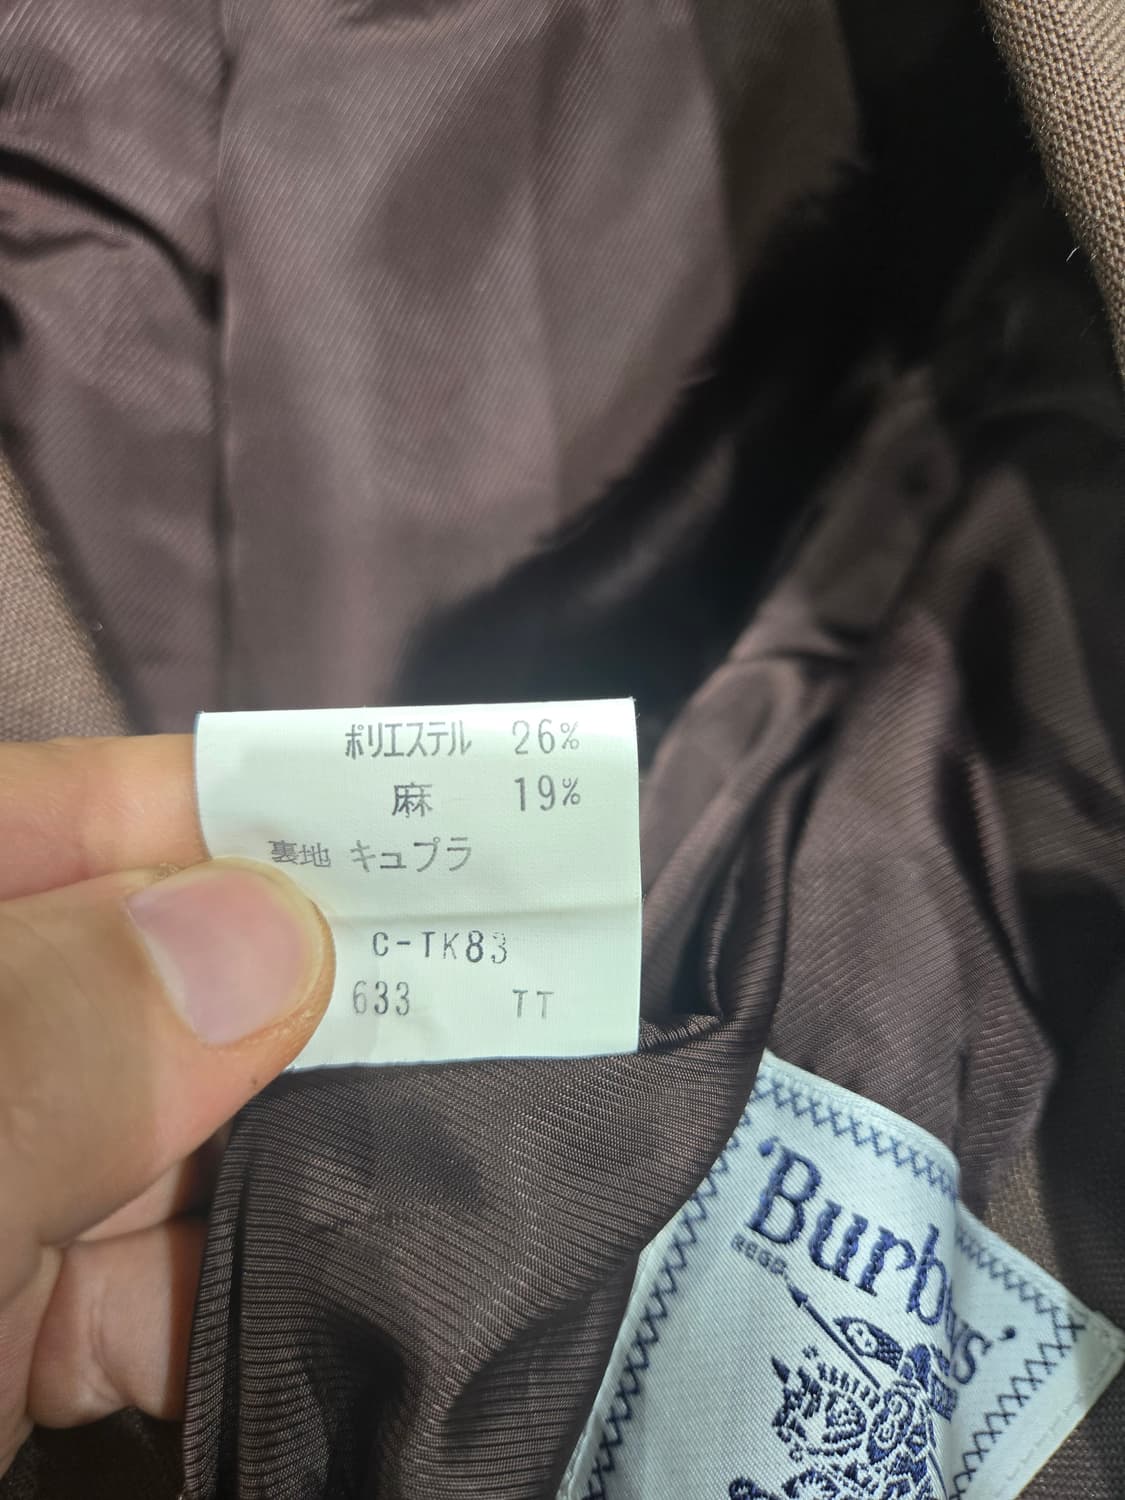 ポリエステル 26%
麻 19%
裏地 キュプラ
C-TK83
633 TT
'Burberrys'
REGD.